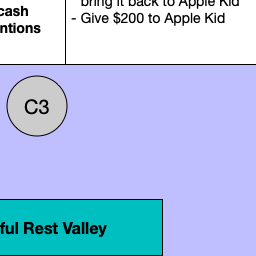 cash
ntions
bring it back to Apple Kid
- Give $200 to Apple Kid
C3
ful Rest Valley